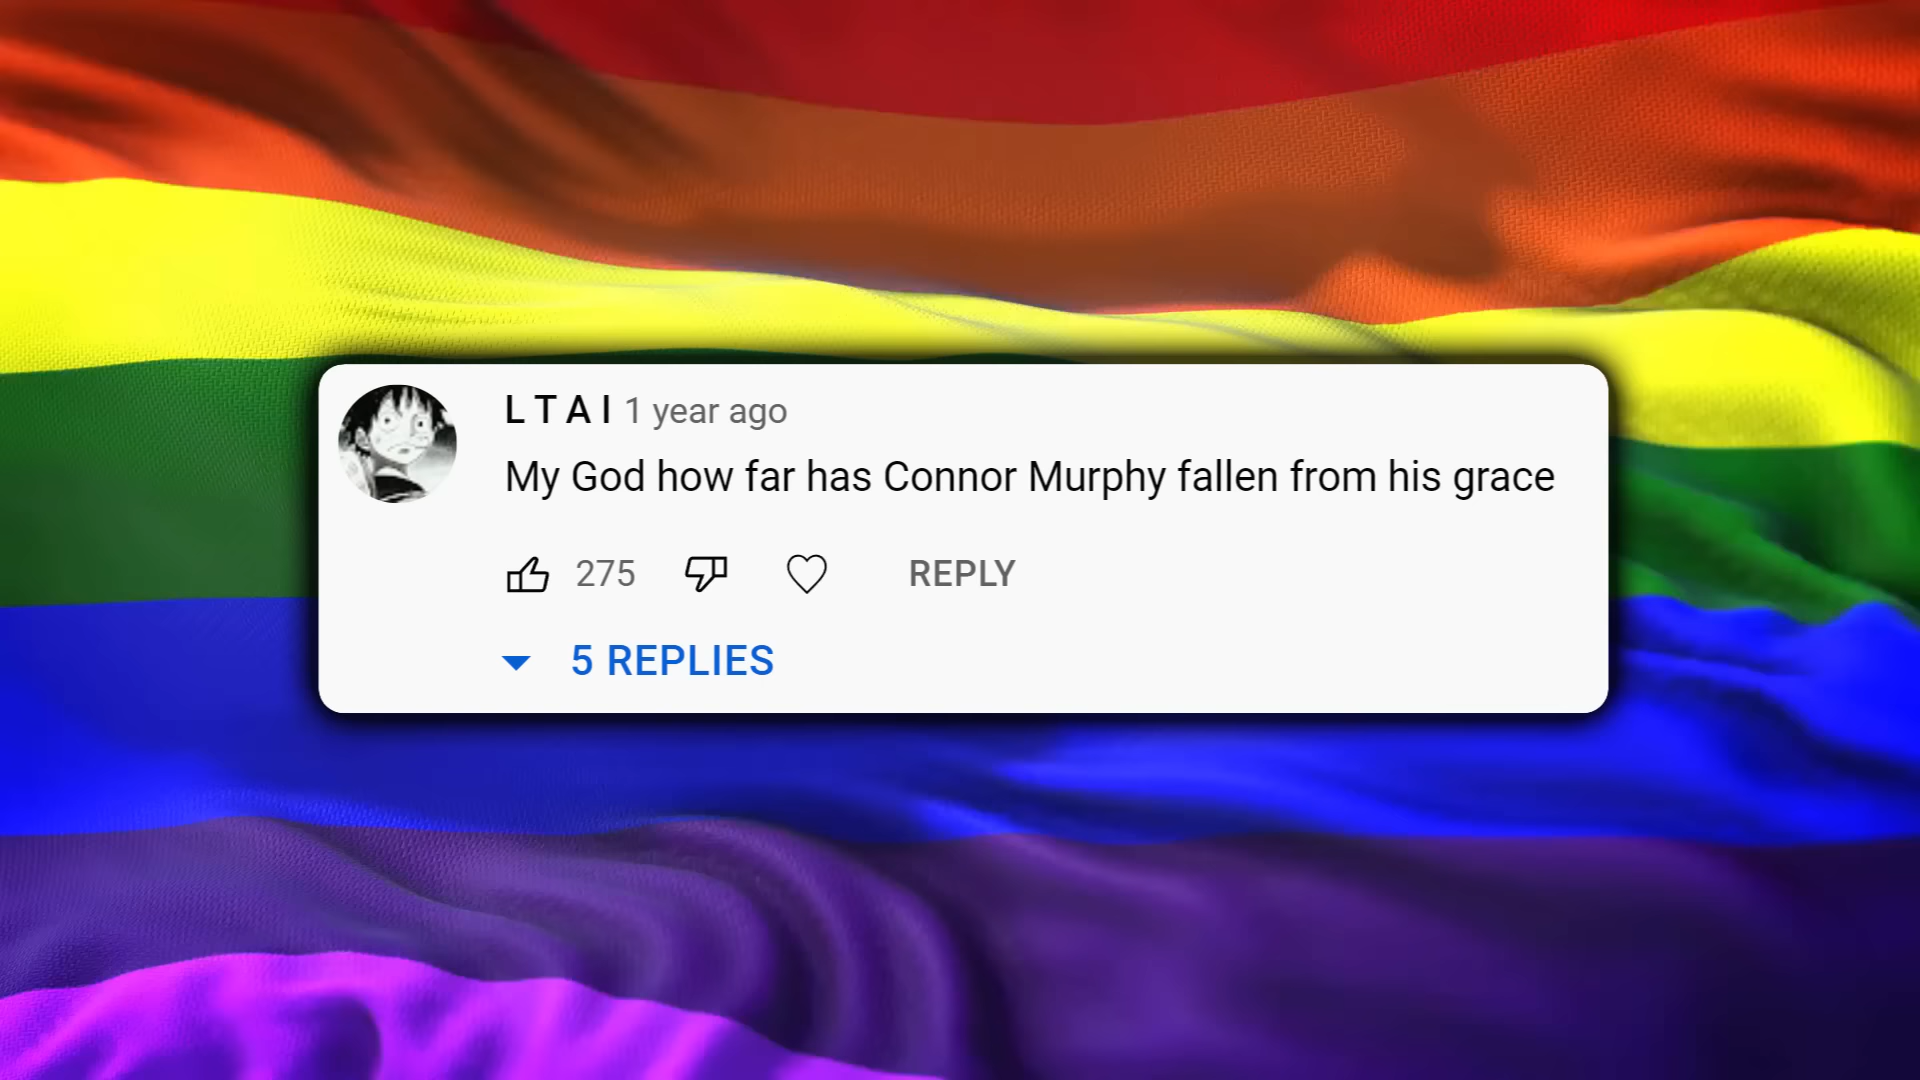 L T A I 1 year ago
My God how far has Connor Murphy fallen from his grace
275 REPLY
5 REPLIES